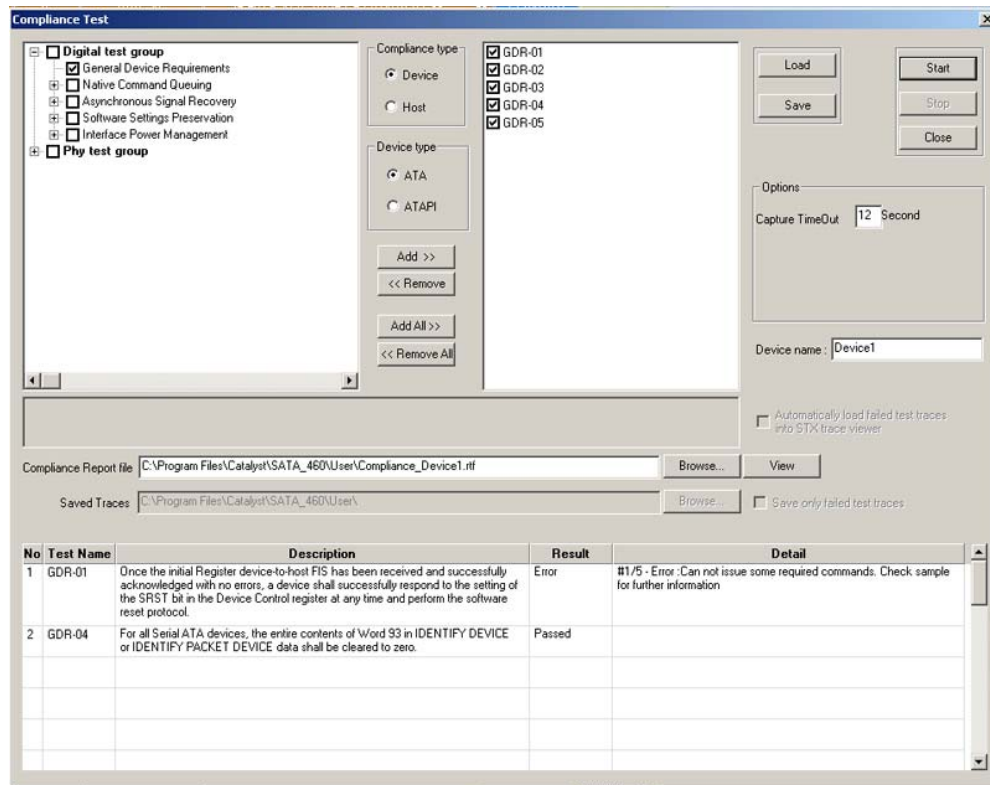 Compliance Test
Digital test group
General Device Requirements
Native Command Queuing
Asynchronous Signal Recovery
Software Settings Preservation
Interface Power Management
Phy test group
Compliance type
Device
Host
Device type
ATA
ATAPI
Add >>
<< Remove
Add All >>
<< Remove All
GDR-01
GDR-02
GDR-03
GDR-04
GDR-05
Load
Save
Start
Stop
Close
Options
Capture TimeOut 12 Second
Device name : Device1
Automatically load failed test traces
into STX trace viewer
Compliance Report file C:\Program Files\Catalyst\SATA_460\User\Compliance_Device1.rtf Browse... View
Saved Traces C:\Program Files\Catalyst\SATA_460\User\ Browse... Save only failed test traces
No Test Name Description Result Detail
1 GDR-01 Once the initial Register device-to-host FIS has been received and successfully Error #1/5 - Error :Can not issue some required commands. Check sample
acknowledged with no errors, a device shall successfully respond to the setting of for further information
the SRST bit in the Device Control register at any time and perform the software
reset protocol.
2 GDR-04 For all Serial ATA devices, the entire contents of Word 93 in IDENTIFY DEVICE Passed
or IDENTIFY PACKET DEVICE data shall be cleared to zero.